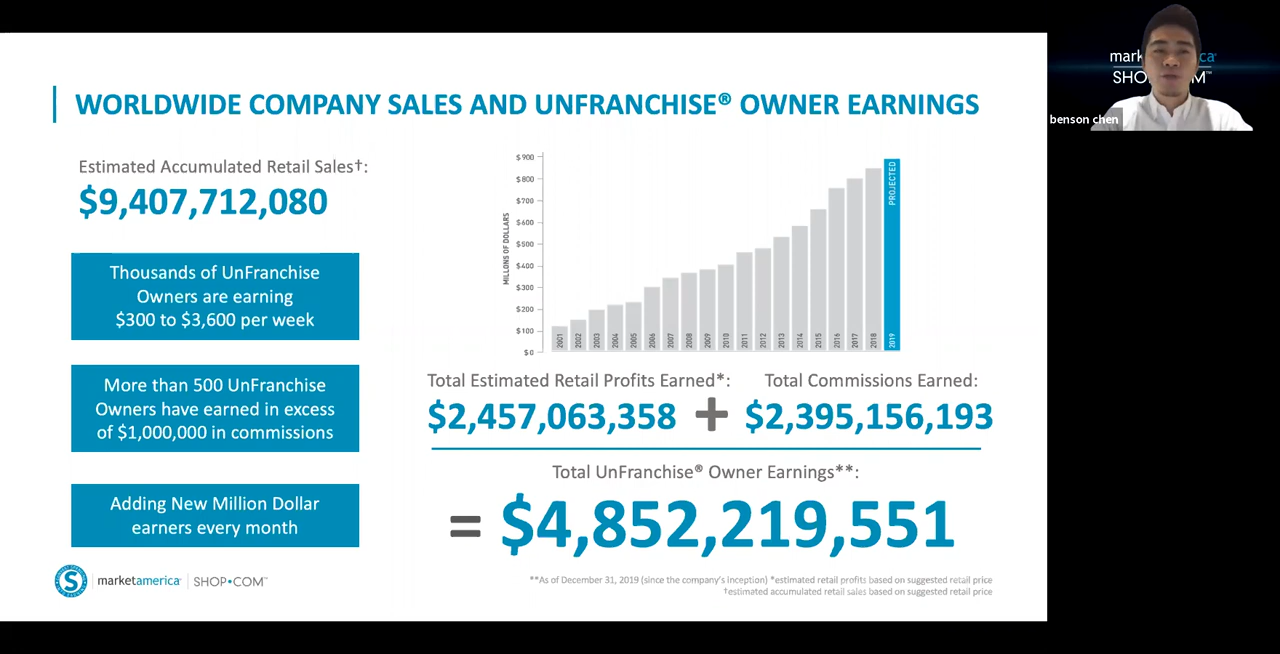 WORLDWIDE COMPANY SALES AND UNFRANCHISE® OWNER EARNINGS
Estimated Accumulated Retail Sales†:
$9,407,712,080
Thousands of UnFranchise
Owners are earning
$300 to $3,600 per week
More than 500 UnFranchise
Owners have earned in excess
of $1,000,000 in commissions
Adding New Million Dollar
earners every month
marketamerica® | SHOP•COM™
MILLIONS OF DOLLARS
$900
$800
$700
$600
$500
$400
$300
$200
$100
$0
2001
2002
2003
2004
2005
2006
2007
2008
2009
2010
2011
2012
2013
2014
2015
2016
2017
2018
2019
PROJECTED
Total Estimated Retail Profits Earned*: Total Commissions Earned:
$2,457,063,358 + $2,395,156,193
Total UnFranchise® Owner Earnings**:
= $4,852,219,551
**As of December 31, 2019 (since the company's inception) *estimated retail profits based on suggested retail price
†estimated accumulated retail sales based on suggested retail price
benson chen